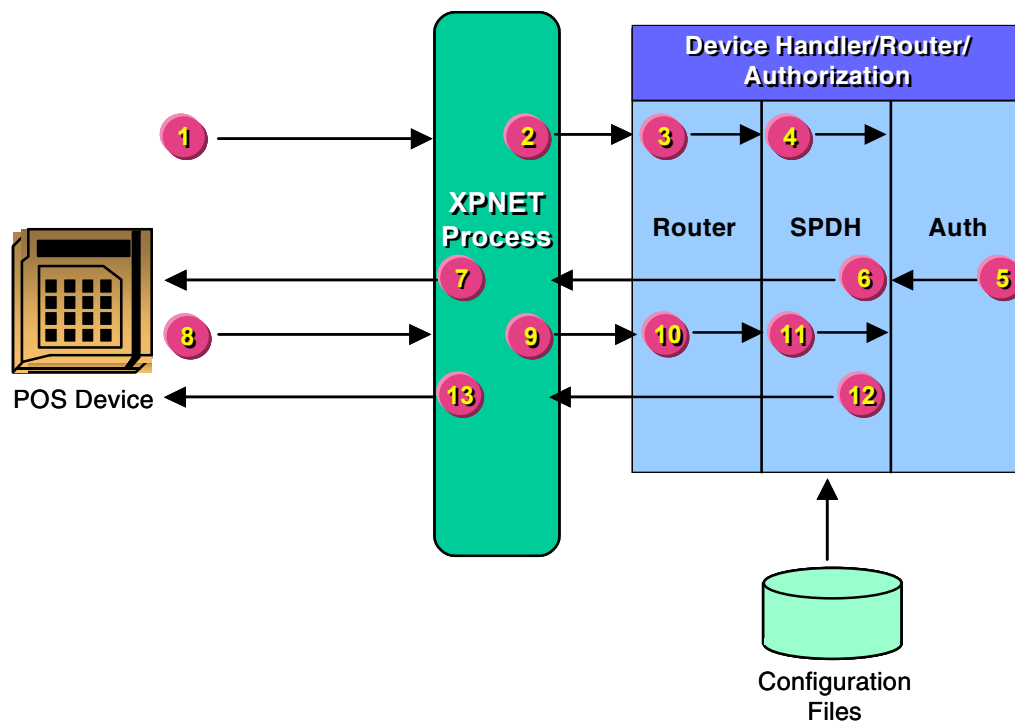 Device Handler/Router/
Authorization
1
2
3
4
XPNET
Process
Router
SPDH
Auth
7
6
5
8
9
10
11
POS Device
13
12
Configuration
Files